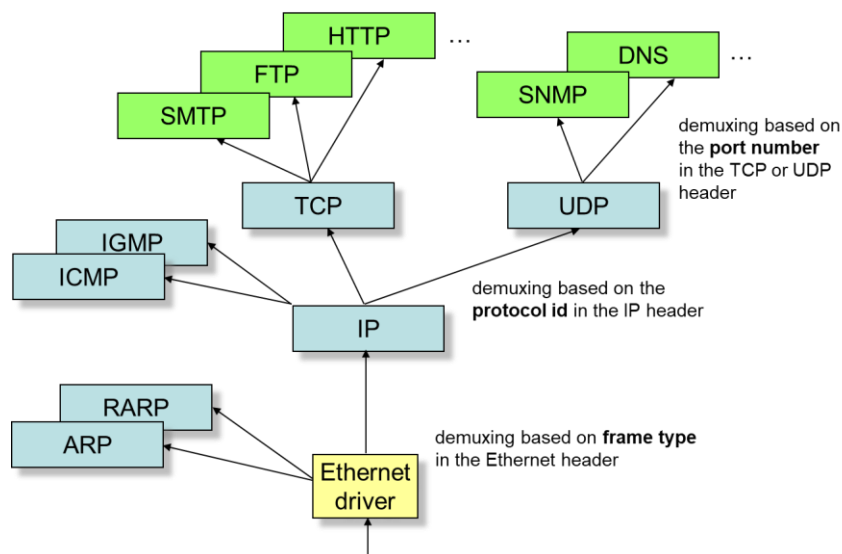 HTTP
...
FTP
SMTP
DNS
...
SNMP
demuxing based on
the port number
in the TCP or UDP
header
TCP
UDP
IGMP
ICMP
demuxing based on the
protocol id in the IP header
IP
RARP
ARP
demuxing based on frame type
in the Ethernet header
Ethernet
driver